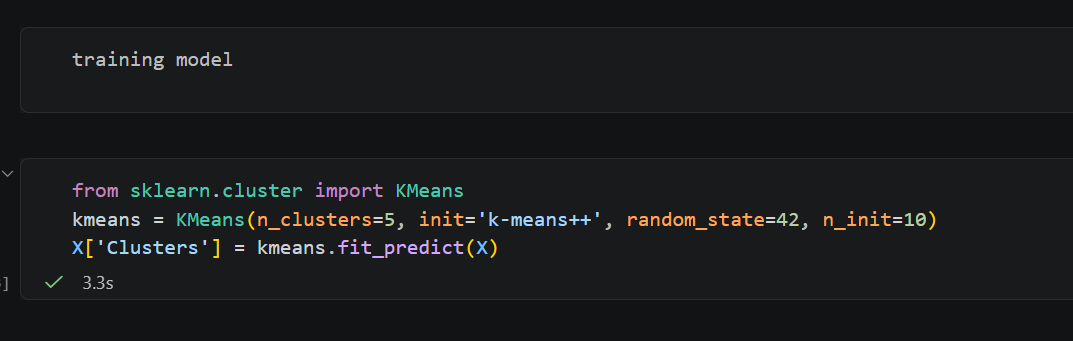 training model
from sklearn.cluster import KMeans
kmeans = KMeans(n_clusters=5, init='k-means++', random_state=42, n_init=10)
X['Clusters'] = kmeans.fit_predict(X)
] ✓ 3.3s